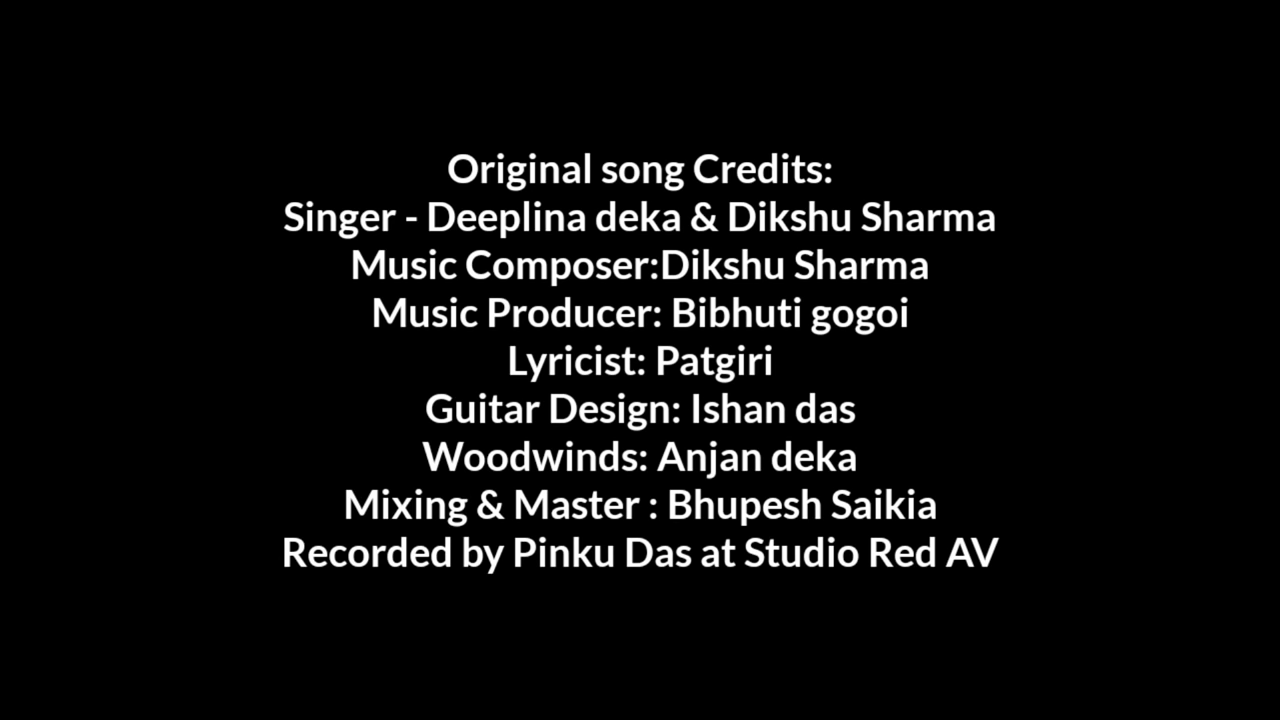 Original song Credits:
Singer - Deeplina deka & Dikshu Sharma
Music Composer:Dikshu Sharma
Music Producer: Bibhuti gogoi
Lyricist: Patgiri
Guitar Design: Ishan das
Woodwinds: Anjan deka
Mixing & Master : Bhupesh Saikia
Recorded by Pinku Das at Studio Red AV